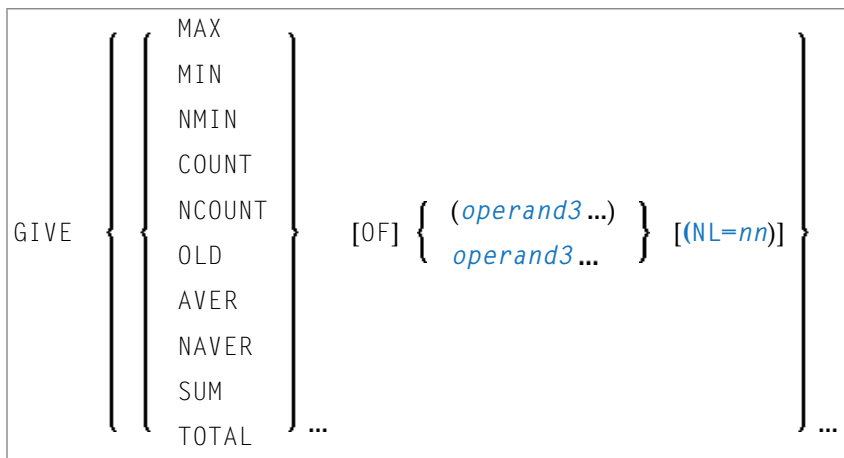 MAX
MIN
NMIN
COUNT
NCOUNT
GIVE [OF] { (operand3 ...) } [(NL=nn)]
OLD operand3 ...
AVER
NAVER
SUM
TOTAL ... ...